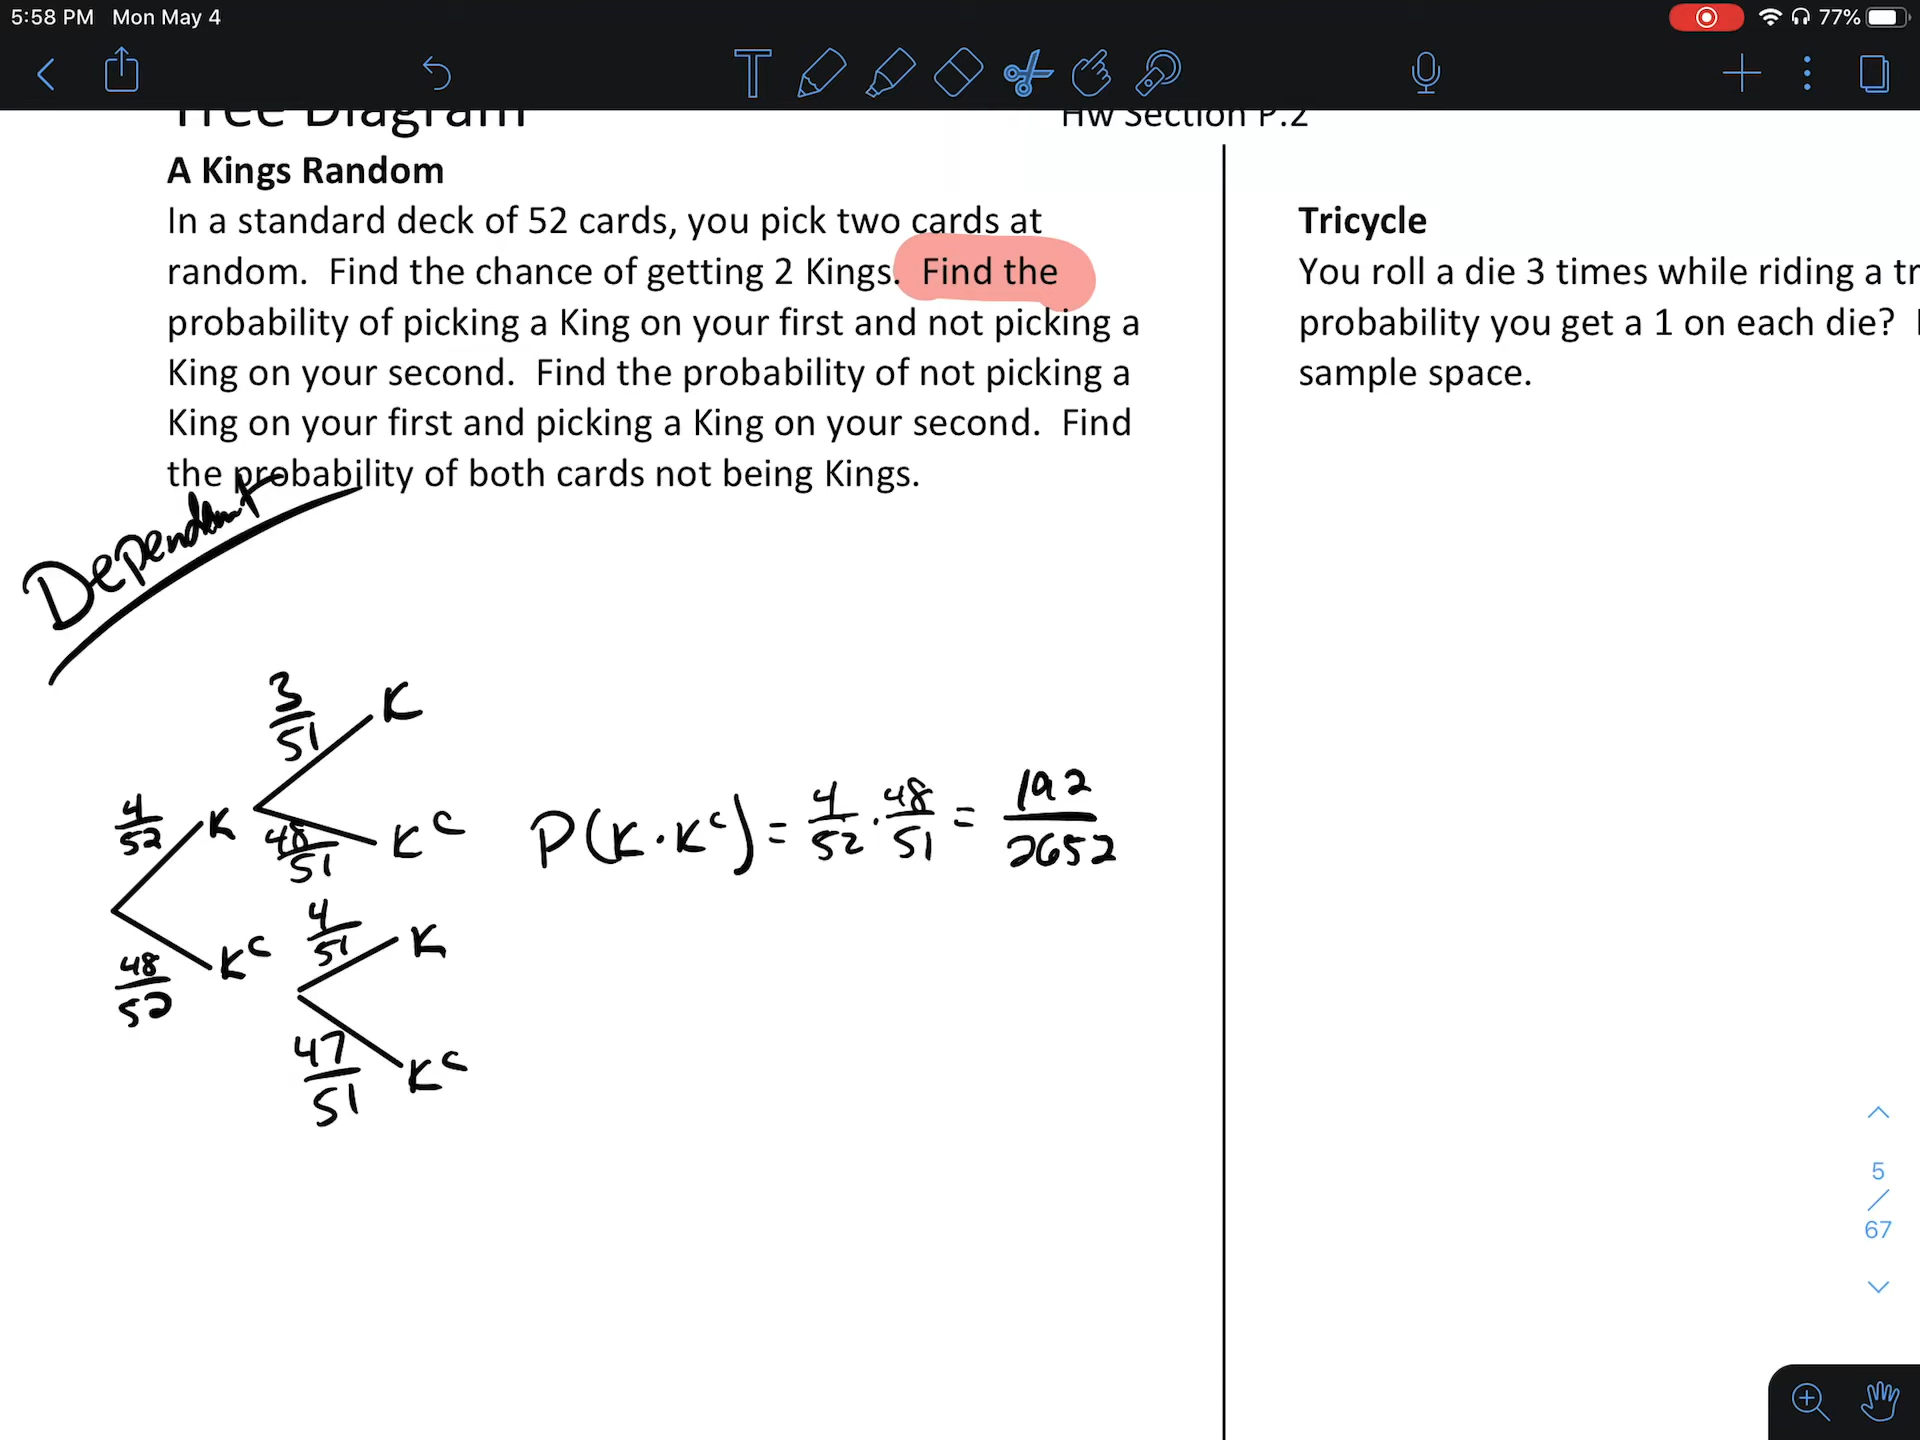 5:58 PM Mon May 4
77%
Tree Diagram
Hw Section P.2
A Kings Random
In a standard deck of 52 cards, you pick two cards at
random. Find the chance of getting 2 Kings. Find the
probability of picking a King on your first and not picking a
King on your second. Find the probability of not picking a
King on your first and picking a King on your second. Find
the probability of both cards not being Kings.
Tricycle
You roll a die 3 times while riding a tr
probability you get a 1 on each die?
sample space.
Dependent
3/51 K
4/52 K
48/51 K^C
P(K · K^C) = 4/52 · 48/51 = 192/2652
48/52 K^C
4/51 K
47/51 K^C
5
/
67